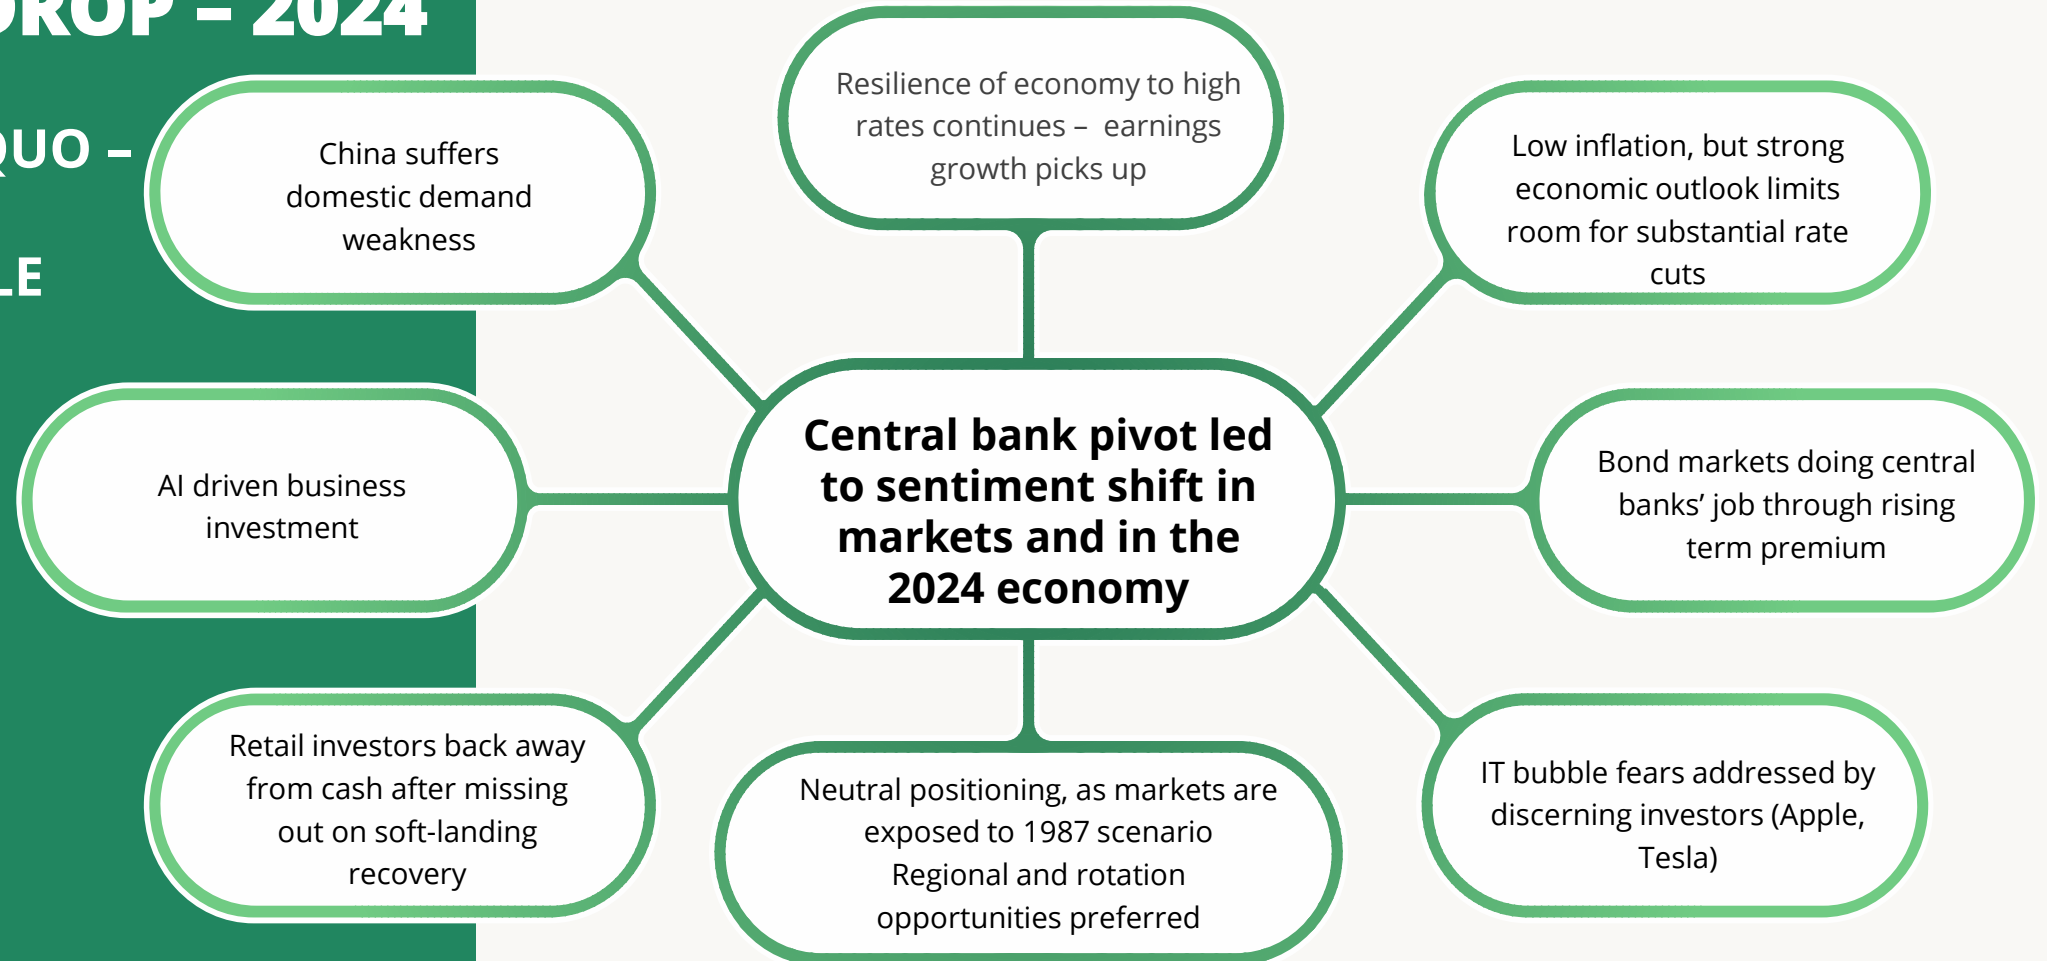 – 2024
China suffers
domestic demand
weakness
Resilience of economy to high
rates continues – earnings
growth picks up
Low inflation, but strong
economic outlook limits
room for substantial rate
cuts
AI driven business
investment
Central bank pivot led
to sentiment shift in
markets and in the
2024 economy
Bond markets doing central
banks’ job through rising
term premium
Retail investors back away
from cash after missing
out on soft-landing
recovery
Neutral positioning, as markets are
exposed to 1987 scenario
Regional and rotation
opportunities preferred
IT bubble fears addressed by
discerning investors (Apple,
Tesla)